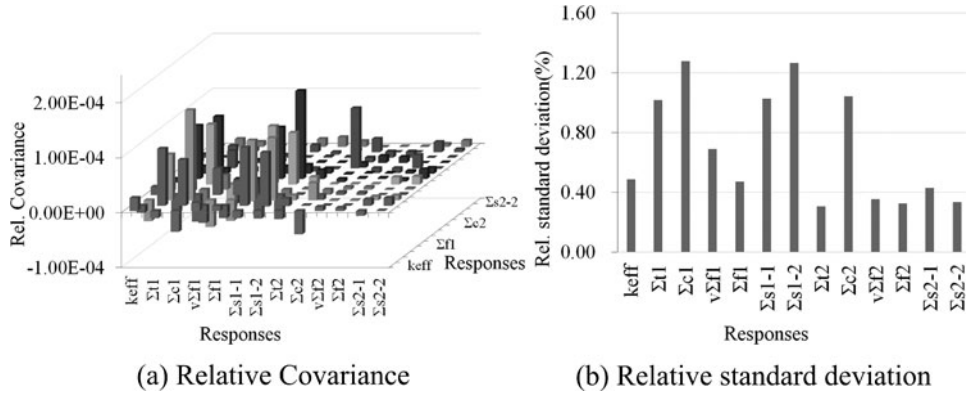 Rel. Covariance
2.00E-04
1.00E-04
0.00E+00
-1.00E-04
keff
Σt1
Σc1
νΣf1
Σf1
Σs1-1
Σs1-2
Σt2
Σc2
νΣf2
Σf2
Σs2-1
Σs2-2
Responses
keff
Σf1
Σc2
Σs2-2
Responses
(a) Relative Covariance
Rel. standard deviation(%)
1.60
1.20
0.80
0.40
0.00
keff
Σt1
Σc1
νΣf1
Σf1
Σs1-1
Σs1-2
Σt2
Σc2
νΣf2
Σf2
Σs2-1
Σs2-2
Responses
(b) Relative standard deviation